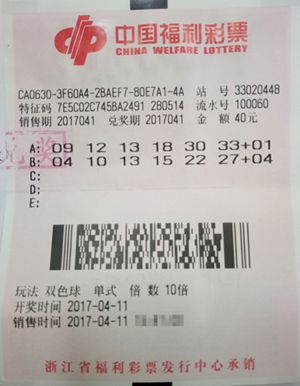 中国福利彩票
CHINA WELFARE LOTTERY
CA0630-3F60A4-2BAEF7-80E7A1-4A 站 号 33020448
特征码 7E5C02C745BA2491 280514 流水号 100060
销售期 2017041 兑奖期 2017041 金 额 40元
兑奖
A: 09 12 13 18 30 33+01
B: 04 10 13 15 22 27+04
C:
D:
E:
玩法 双色球 单式 倍 数 10倍
开奖时间 2017-04-11
销售时间 2017-04-11
浙江省福利彩票发行中心承销